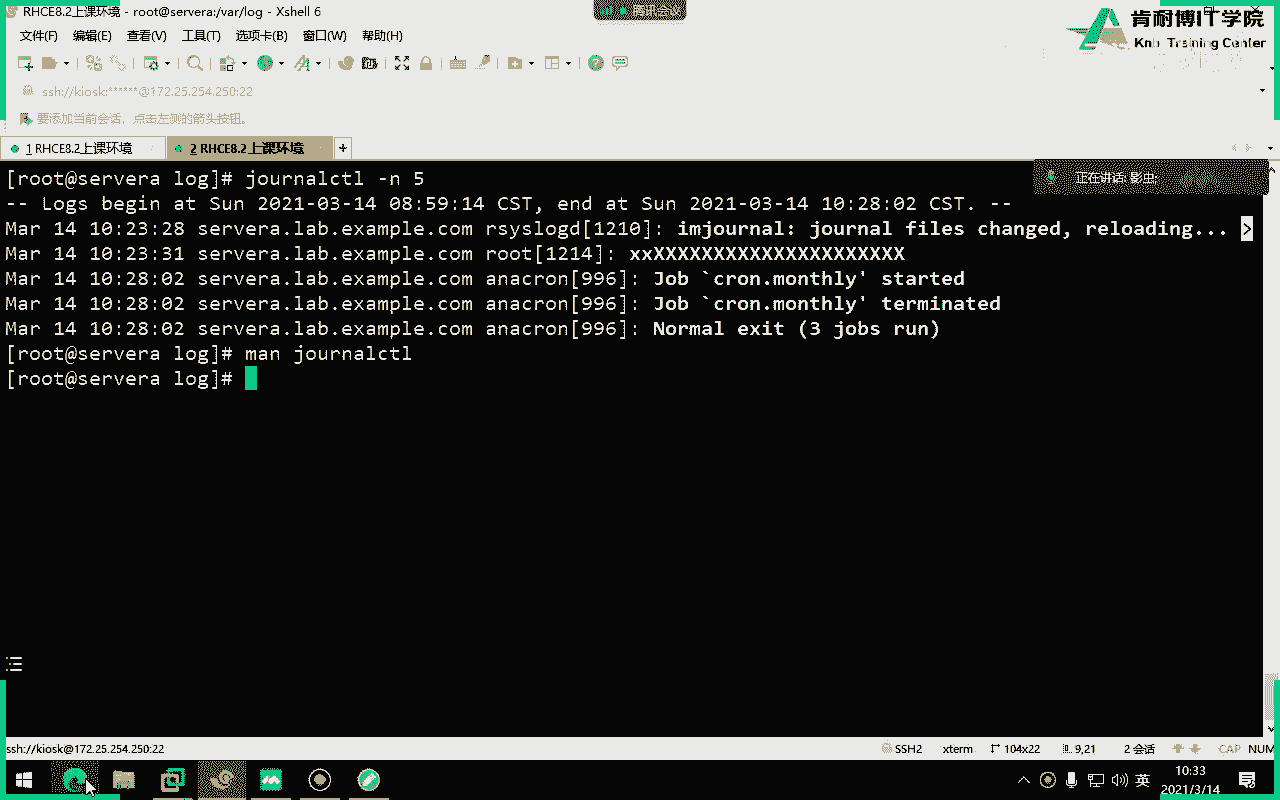 RHCE8.2上课环境 - root@servera:/var/log - Xshell 6
肯耐博IT学院
文件(F) 编辑(E) 查看(V) 工具(T) 选项卡(B) 窗口(W) 帮助(H)
Training Center
ssh://kiosk:******@172.25.254.250:22
要添加当前会话，点击左侧的箭头按钮。
1 RHCE8.2上课环境 2 RHCE8.2上课环境 +
[root@servera log]# journalctl -n 5
正在讲话: 影虫;
-- Logs begin at Sun 2021-03-14 08:59:14 CST, end at Sun 2021-03-14 10:28:02 CST. --
Mar 14 10:23:28 servera.lab.example.com rsyslogd[1210]: imjournal: journal files changed, reloading... >
Mar 14 10:23:31 servera.lab.example.com root[1214]: xxXXXXXXXXXXXXXXXXXXXXX
Mar 14 10:28:02 servera.lab.example.com anacron[996]: Job `cron.monthly' started
Mar 14 10:28:02 servera.lab.example.com anacron[996]: Job `cron.monthly' terminated
Mar 14 10:28:02 servera.lab.example.com anacron[996]: Normal exit (3 jobs run)
[root@servera log]# man journalctl
[root@servera log]#
ssh://kiosk@172.25.254.250:22 SSH2 xterm 104x22 9,21 2 会话 CAP NUM
英 10:33
2021/3/14